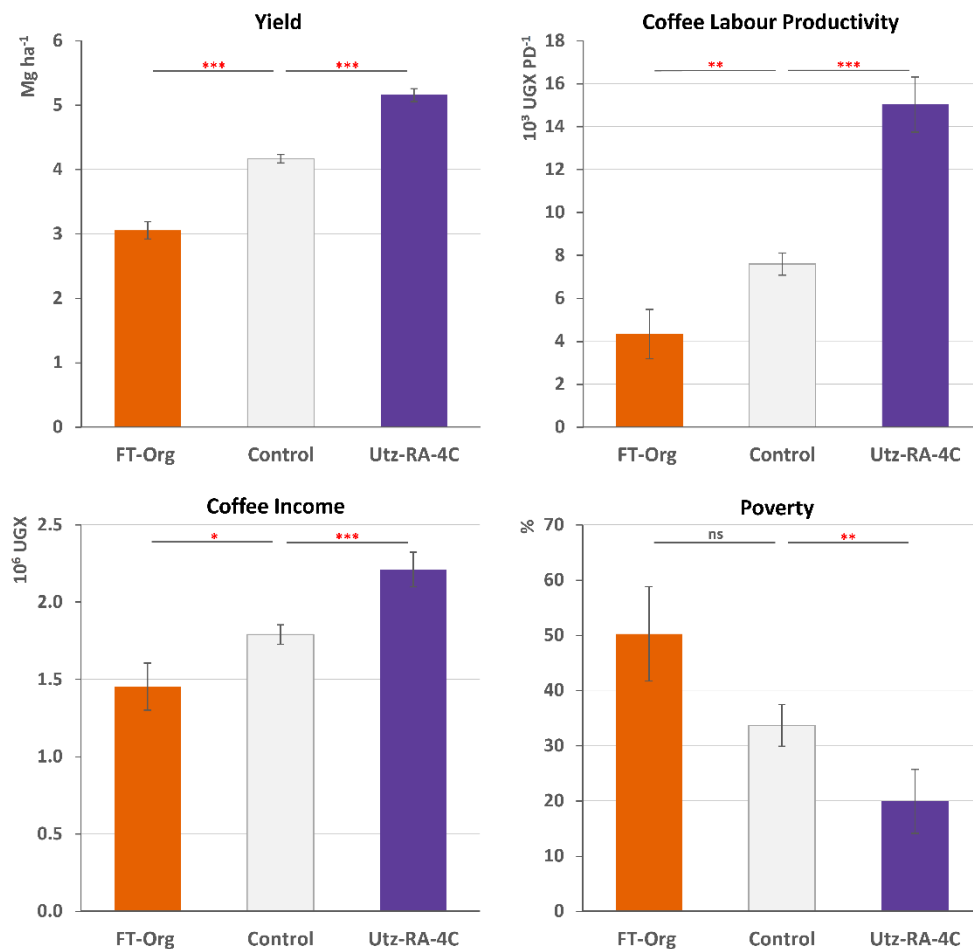 Yield
Mg ha⁻¹
6
5
4
3
2
1
0
*** ***
FT-Org Control Utz-RA-4C
Coffee Labour Productivity
10³ UGX PD⁻¹
18
16
14
12
10
8
6
4
2
0
** ***
FT-Org Control Utz-RA-4C
Coffee Income
10⁶ UGX
2.5
2.0
1.5
1.0
0.5
0.0
* ***
FT-Org Control Utz-RA-4C
Poverty
%
70
60
50
40
30
20
10
0
ns **
FT-Org Control Utz-RA-4C